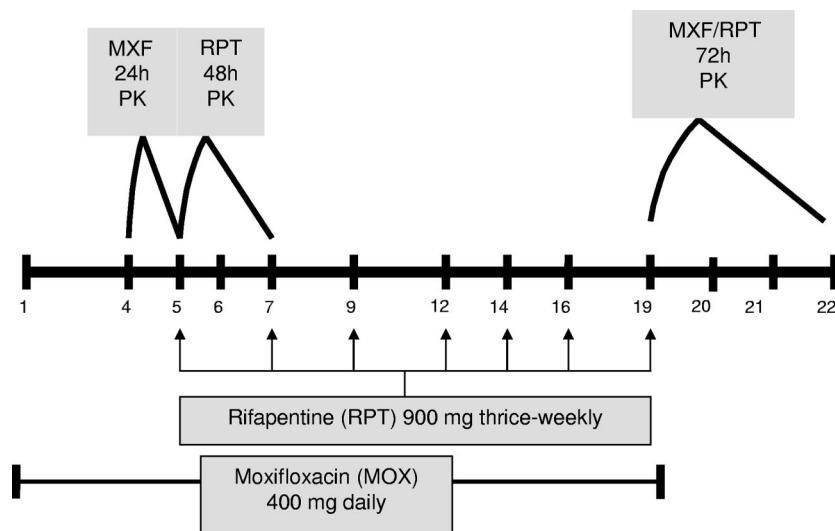 MXF
24h
PK
RPT
48h
PK
MXF/RPT
72h
PK
1 4 5 6 7 9 12 14 16 19 20 21 22
Rifapentine (RPT) 900 mg thrice-weekly
Moxifloxacin (MOX)
400 mg daily